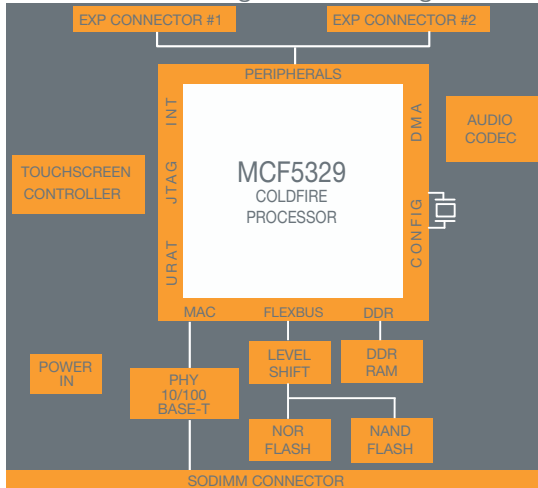 EXP CONNECTOR #1
EXP CONNECTOR #2
PERIPHERALS
INT
DMA
AUDIO
CODEC
TOUCHSCREEN
CONTROLLER
JTAG
MCF5329
COLDFIRE
PROCESSOR
CONFIG
URAT
MAC
FLEXBUS
DDR
POWER
IN
LEVEL
SHIFT
DDR
RAM
PHY
10/100
BASE-T
NOR
FLASH
NAND
FLASH
SODIMM CONNECTOR